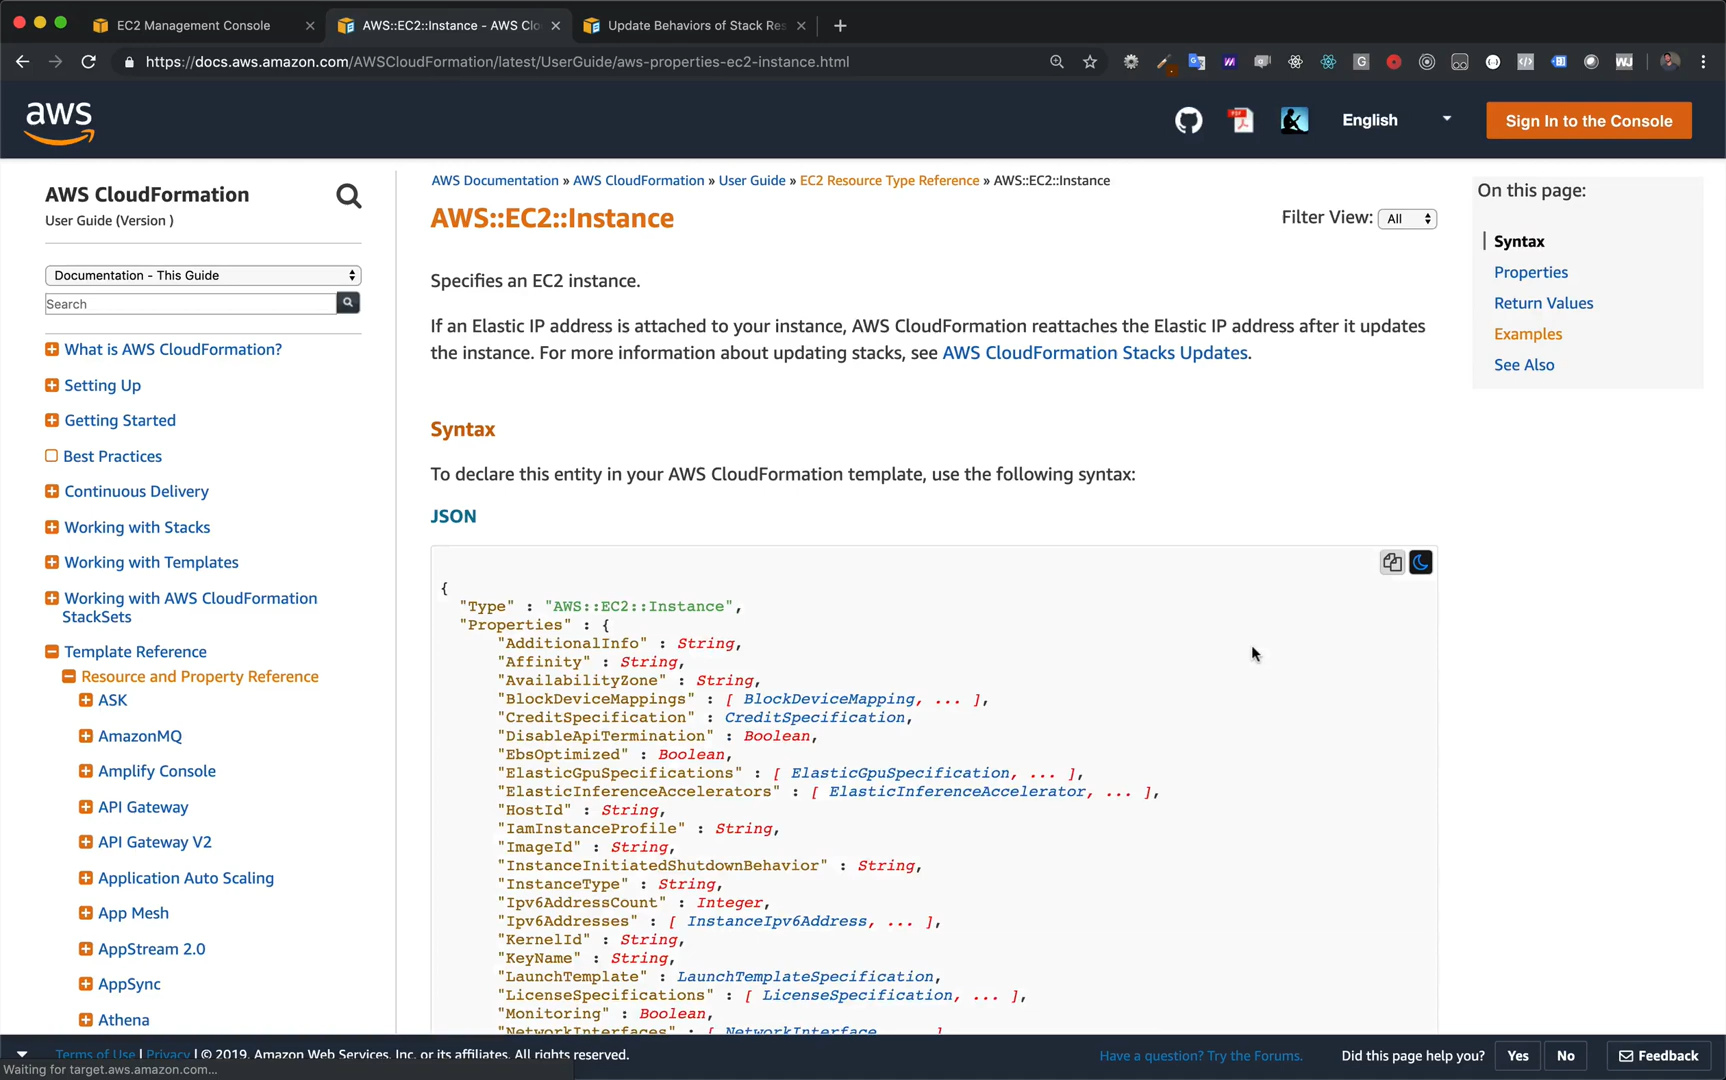 EC2 Management Console
AWS::EC2::Instance - AWS Clo
Update Behaviors of Stack Res
https://docs.aws.amazon.com/AWSCloudFormation/latest/UserGuide/aws-properties-ec2-instance.html
aws
PDF
English
Sign In to the Console
AWS CloudFormation
User Guide (Version )
Documentation - This Guide
Search
What is AWS CloudFormation?
Setting Up
Getting Started
Best Practices
Continuous Delivery
Working with Stacks
Working with Templates
Working with AWS CloudFormation
StackSets
Template Reference
Resource and Property Reference
ASK
AmazonMQ
Amplify Console
API Gateway
API Gateway V2
Application Auto Scaling
App Mesh
AppStream 2.0
AppSync
Athena
AWS Documentation » AWS CloudFormation » User Guide » EC2 Resource Type Reference » AWS::EC2::Instance
AWS::EC2::Instance
Filter View: All
Specifies an EC2 instance.
If an Elastic IP address is attached to your instance, AWS CloudFormation reattaches the Elastic IP address after it updates
the instance. For more information about updating stacks, see AWS CloudFormation Stacks Updates.
Syntax
To declare this entity in your AWS CloudFormation template, use the following syntax:
JSON
{
"Type" : "AWS::EC2::Instance",
"Properties" : {
"AdditionalInfo" : String,
"Affinity" : String,
"AvailabilityZone" : String,
"BlockDeviceMappings" : [ BlockDeviceMapping, ... ],
"CreditSpecification" : CreditSpecification,
"DisableApiTermination" : Boolean,
"EbsOptimized" : Boolean,
"ElasticGpuSpecifications" : [ ElasticGpuSpecification, ... ],
"ElasticInferenceAccelerators" : [ ElasticInferenceAccelerator, ... ],
"HostId" : String,
"IamInstanceProfile" : String,
"ImageId" : String,
"InstanceInitiatedShutdownBehavior" : String,
"InstanceType" : String,
"Ipv6AddressCount" : Integer,
"Ipv6Addresses" : [ InstanceIpv6Address, ... ],
"KernelId" : String,
"KeyName" : String,
"LaunchTemplate" : LaunchTemplateSpecification,
"LicenseSpecifications" : [ LicenseSpecification, ... ],
"Monitoring" : Boolean,
"NetworkInterfaces" : [ NetworkInterface, ... ],
On this page:
Syntax
Properties
Return Values
Examples
See Also
Terms of Use | Privacy | © 2019, Amazon Web Services, Inc. or its affiliates. All rights reserved.
Have a question? Try the Forums.
Did this page help you?
Yes
No
Feedback
Waiting for target.aws.amazon.com...